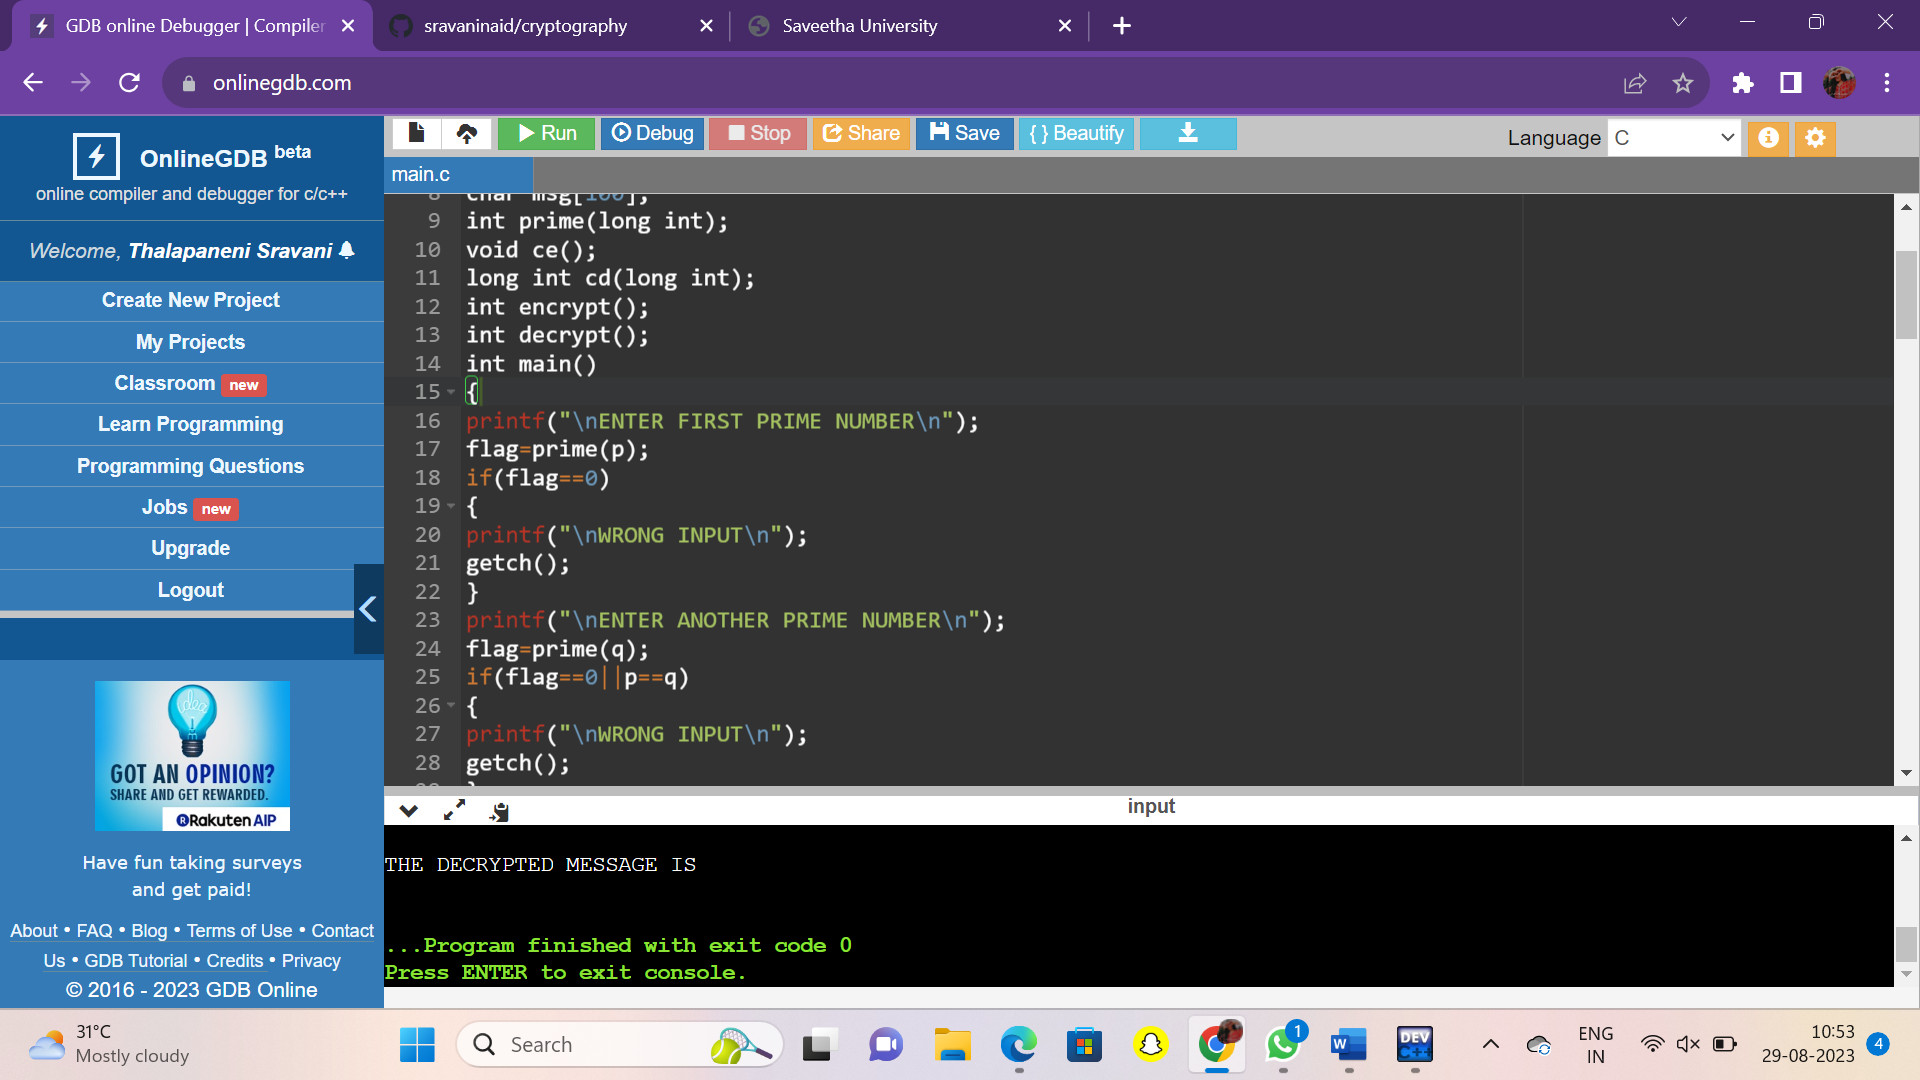 GDB online Debugger | Compiler
sravaninaid/cryptography
Saveetha University
onlinegdb.com
OnlineGDB beta
online compiler and debugger for c/c++
Welcome, Thalapaneni Sravani
Create New Project
My Projects
Classroom new
Learn Programming
Programming Questions
Jobs new
Upgrade
Logout
idea
GOT AN OPINION?
SHARE AND GET REWARDED.
Rakuten AIP
Have fun taking surveys
and get paid!
About • FAQ • Blog • Terms of Use • Contact
Us • GDB Tutorial • Credits • Privacy
© 2016 - 2023 GDB Online
Run Debug Stop Share Save { } Beautify
Language C
main.c
8 char msg[100];
9 int prime(long int);
10 void ce();
11 long int cd(long int);
12 int encrypt();
13 int decrypt();
14 int main()
15 {
16 printf("\nENTER FIRST PRIME NUMBER\n");
17 flag=prime(p);
18 if(flag==0)
19 {
20 printf("\nWRONG INPUT\n");
21 getch();
22 }
23 printf("\nENTER ANOTHER PRIME NUMBER\n");
24 flag=prime(q);
25 if(flag==0||p==q)
26 {
27 printf("\nWRONG INPUT\n");
28 getch();
input
THE DECRYPTED MESSAGE IS
...Program finished with exit code 0
Press ENTER to exit console.
31°C
Mostly cloudy
Search
1
W
DEV
C++
ENG
IN
10:53
29-08-2023
4